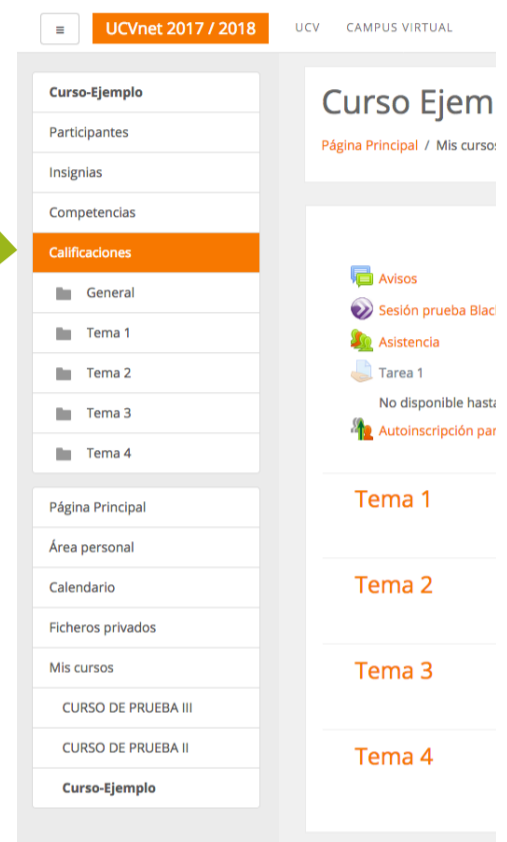 ≡ UCVnet 2017 / 2018 UCV CAMPUS VIRTUAL
Curso-Ejemplo
Participantes
Insignias
Competencias
Calificaciones
General
Tema 1
Tema 2
Tema 3
Tema 4
Página Principal
Área personal
Calendario
Ficheros privados
Mis cursos
CURSO DE PRUEBA III
CURSO DE PRUEBA II
Curso-Ejemplo
Curso Ejem
Página Principal / Mis cursos
Avisos
Sesión prueba Blac
Asistencia
Tarea 1
No disponible hasta
Autoinscripción par
Tema 1
Tema 2
Tema 3
Tema 4